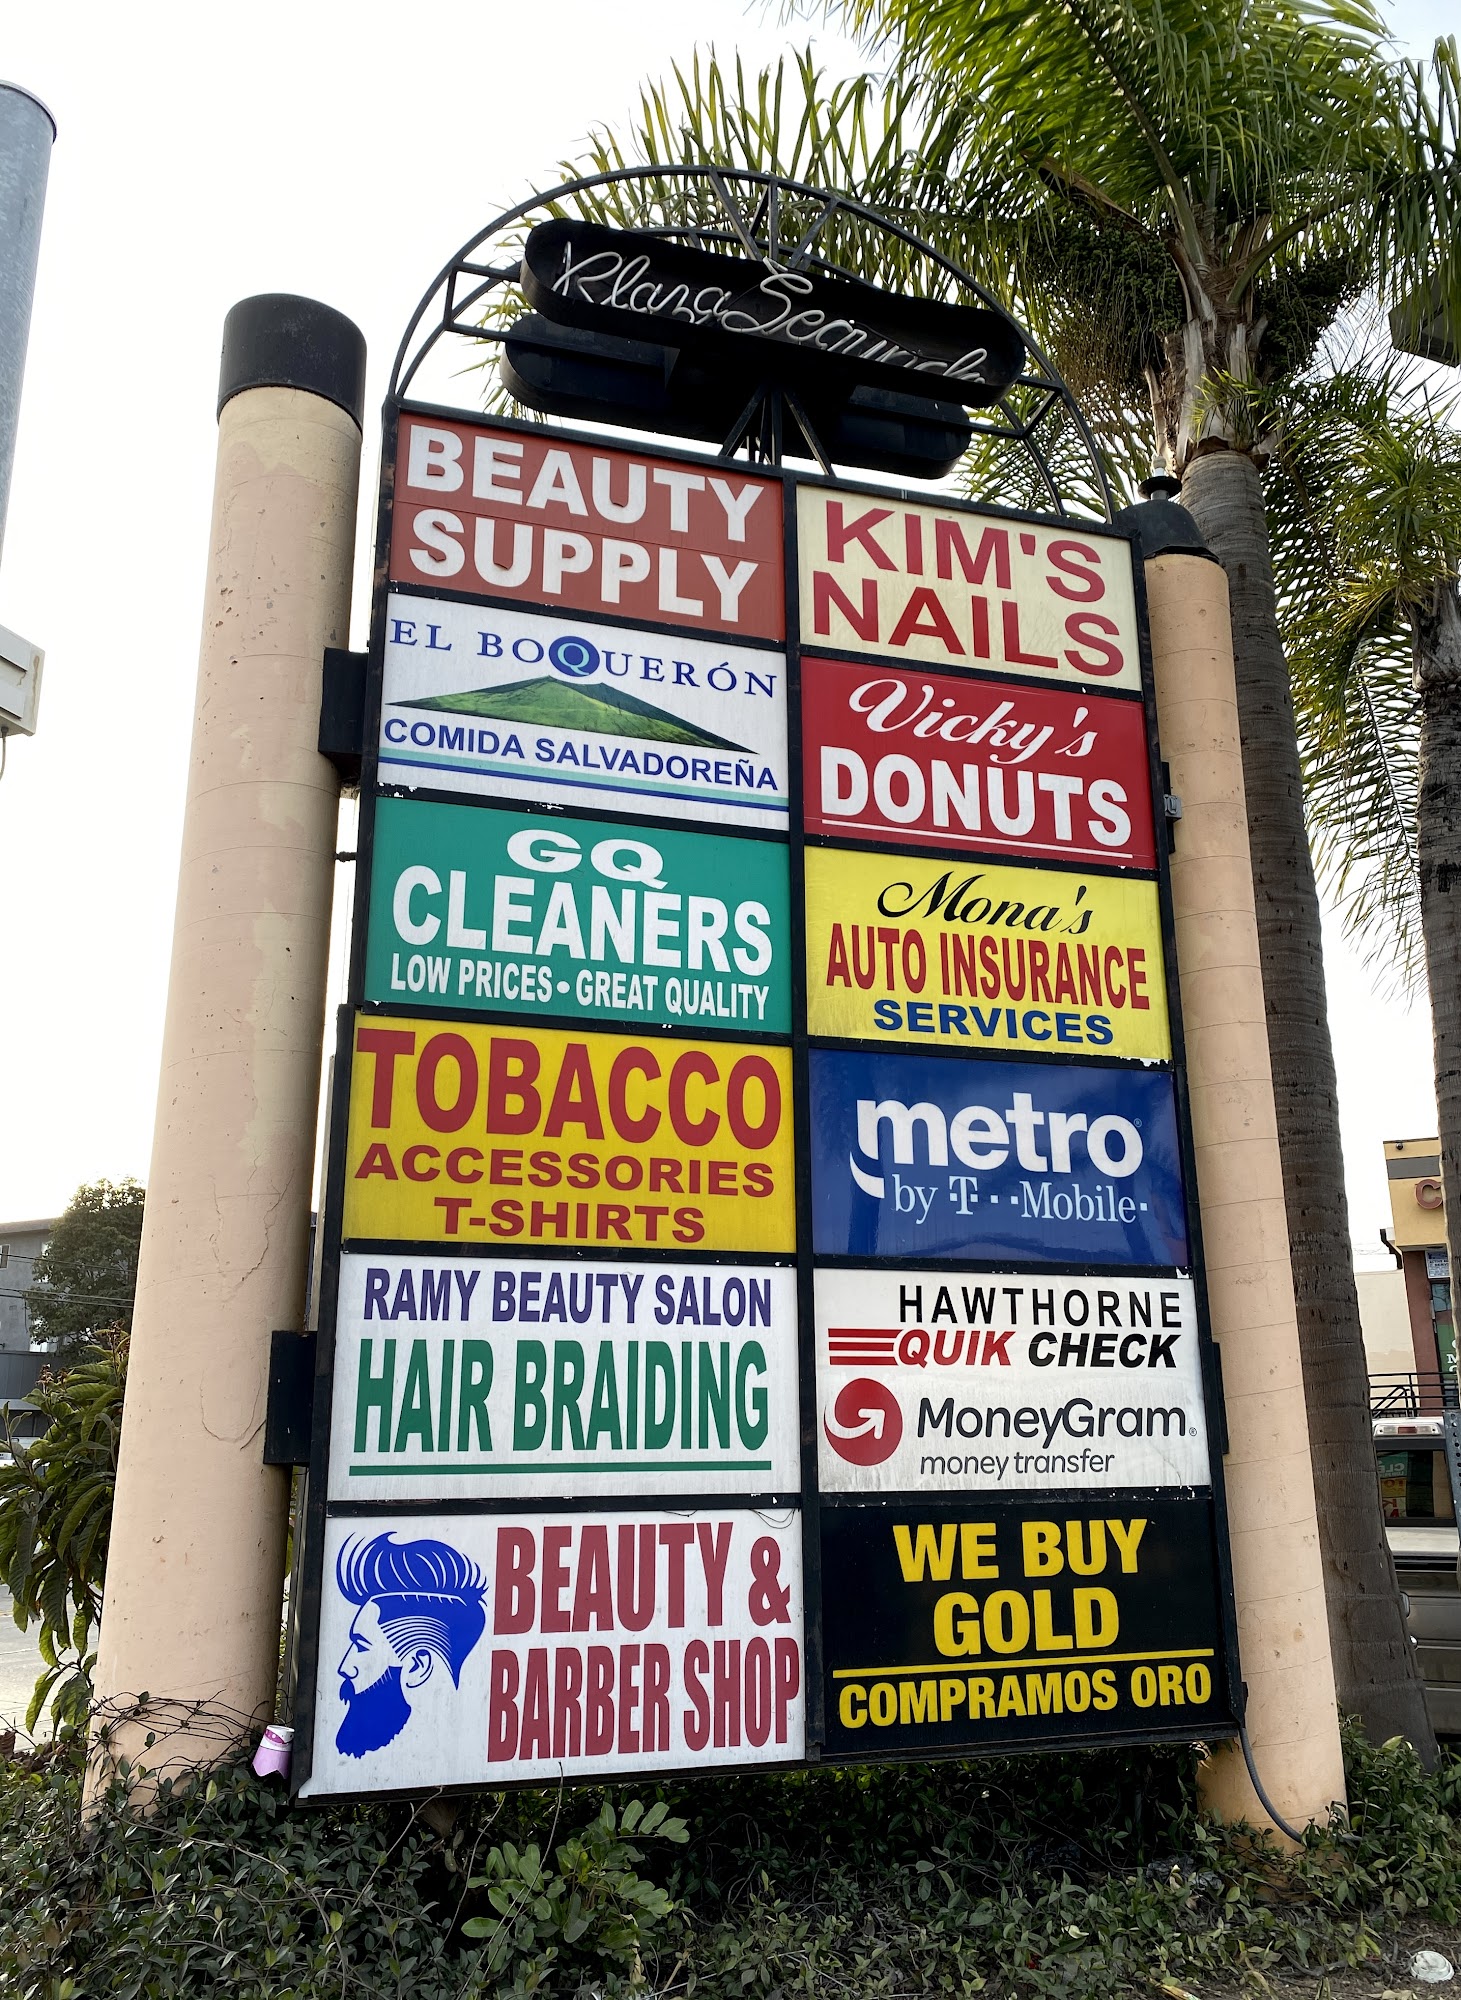 Plaza Segundo
BEAUTY
SUPPLY
KIM'S
NAILS
EL BOQUERÓN
COMIDA SALVADOREÑA
Vicky's
DONUTS
GQ
CLEANERS
LOW PRICES • GREAT QUALITY
Mona's
AUTO INSURANCE
SERVICES
TOBACCO
ACCESSORIES
T-SHIRTS
metro®
by T··Mobile·
RAMY BEAUTY SALON
HAIR BRAIDING
HAWTHORNE
QUIK CHECK
MoneyGram®
money transfer
BEAUTY &
BARBER SHOP
WE BUY
GOLD
COMPRAMOS ORO